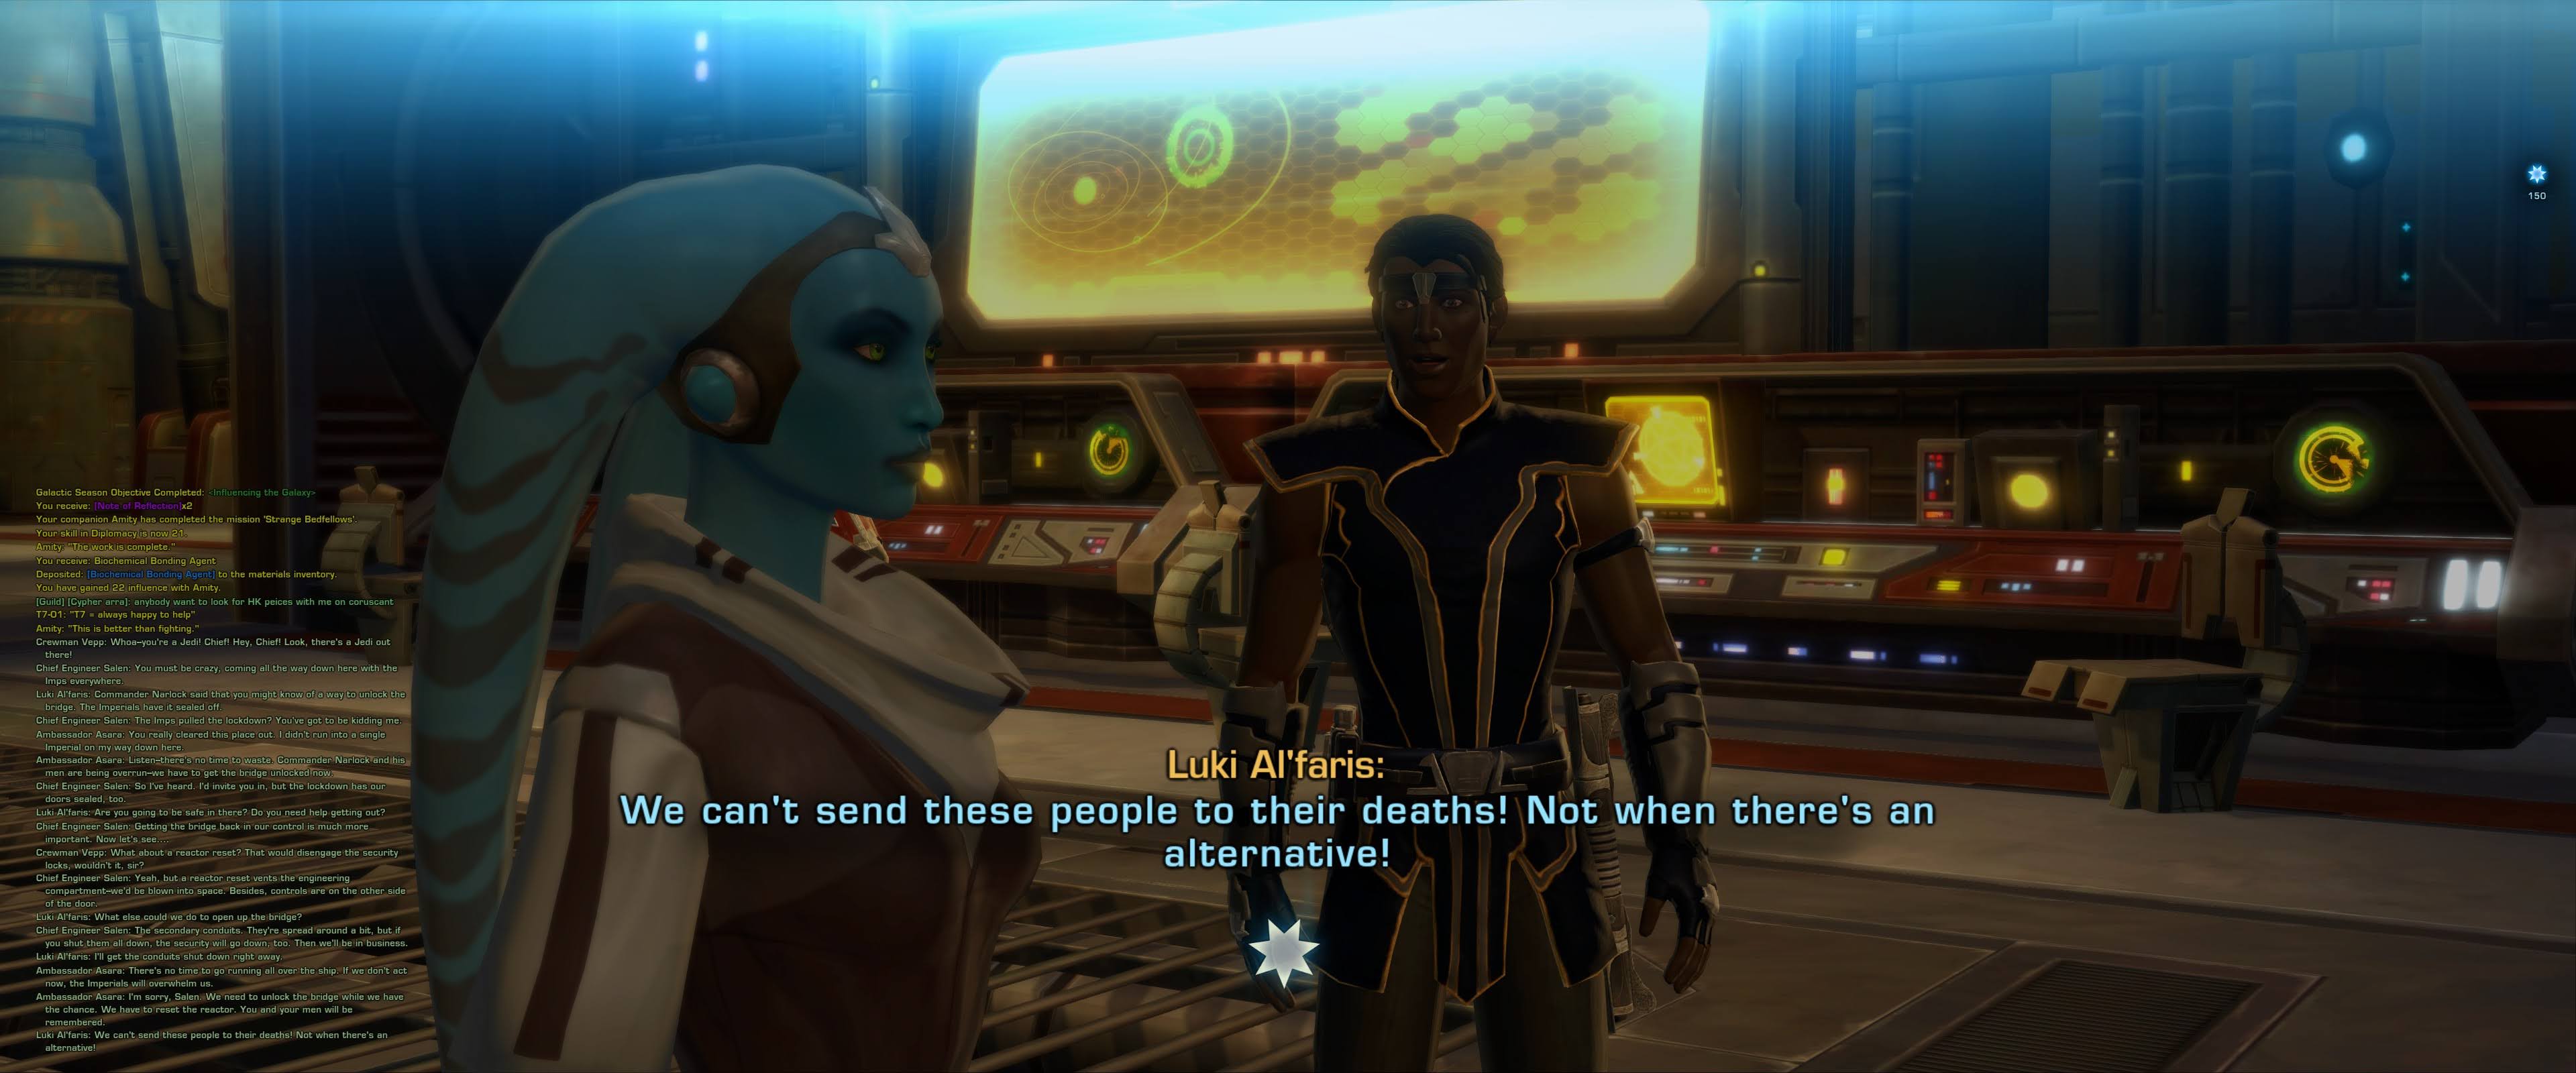 150
Galactic Season Objective Completed: <Influencing the Galaxy>
You receive: [Note of Reflection]x2
Your companion Amity has completed the mission 'Strange Bedfellows'.
Your skill in Diplomacy is now 21.
Amity: "The work is complete."
You receive: Biochemical Bonding Agent
Deposited: [Biochemical Bonding Agent] to the materials inventory.
You have gained 22 influence with Amity.
[Guild] [Cypher arra]: anybody want to look for HK peices with me on coruscant
T7-01: "T7 = always happy to help"
Amity: "This is better than fighting."
Crewman Vepp: Whoa–you're a Jedi! Chief! Hey, Chief! Look, there's a Jedi out
there!
Chief Engineer Salen: You must be crazy, coming all the way down here with the
Imps everywhere.
Luki Al'faris: Commander Narlock said that you might know of a way to unlock the
bridge. The Imperials have it sealed off.
Chief Engineer Salen: The Imps pulled the lockdown? You've got to be kidding me.
Ambassador Asara: You really cleared this place out. I didn't run into a single
Imperial on my way down here.
Ambassador Asara: Listen–there's no time to waste. Commander Narlock and his
men are being overrun–we have to get the bridge unlocked now.
Chief Engineer Salen: So I've heard. I'd invite you in, but the lockdown has our
doors sealed, too.
Luki Al'faris: Are you going to be safe in there? Do you need help getting out?
Chief Engineer Salen: Getting the bridge back in our control is much more
important. Now let's see....
Crewman Vepp: What about a reactor reset? That would disengage the security
locks, wouldn't it, sir?
Chief Engineer Salen: Yeah, but a reactor reset vents the engineering
compartment–we'd be blown into space. Besides, controls are on the other side
of the door.
Luki Al'faris: What else could we do to open up the bridge?
Chief Engineer Salen: The secondary conduits. They're spread around a bit, but if
you shut them all down, the security will go down, too. Then we'll be in business.
Luki Al'faris: I'll get the conduits shut down right away.
Ambassador Asara: There's no time to go running all over the ship. If we don't act
now, the Imperials will overwhelm us.
Ambassador Asara: I'm sorry, Salen. We need to unlock the bridge while we have
the chance. We have to reset the reactor. You and your men will be
remembered.
Luki Al'faris: We can't send these people to their deaths! Not when there's an
alternative!
Luki Al'faris:
We can't send these people to their deaths! Not when there's an
alternative!